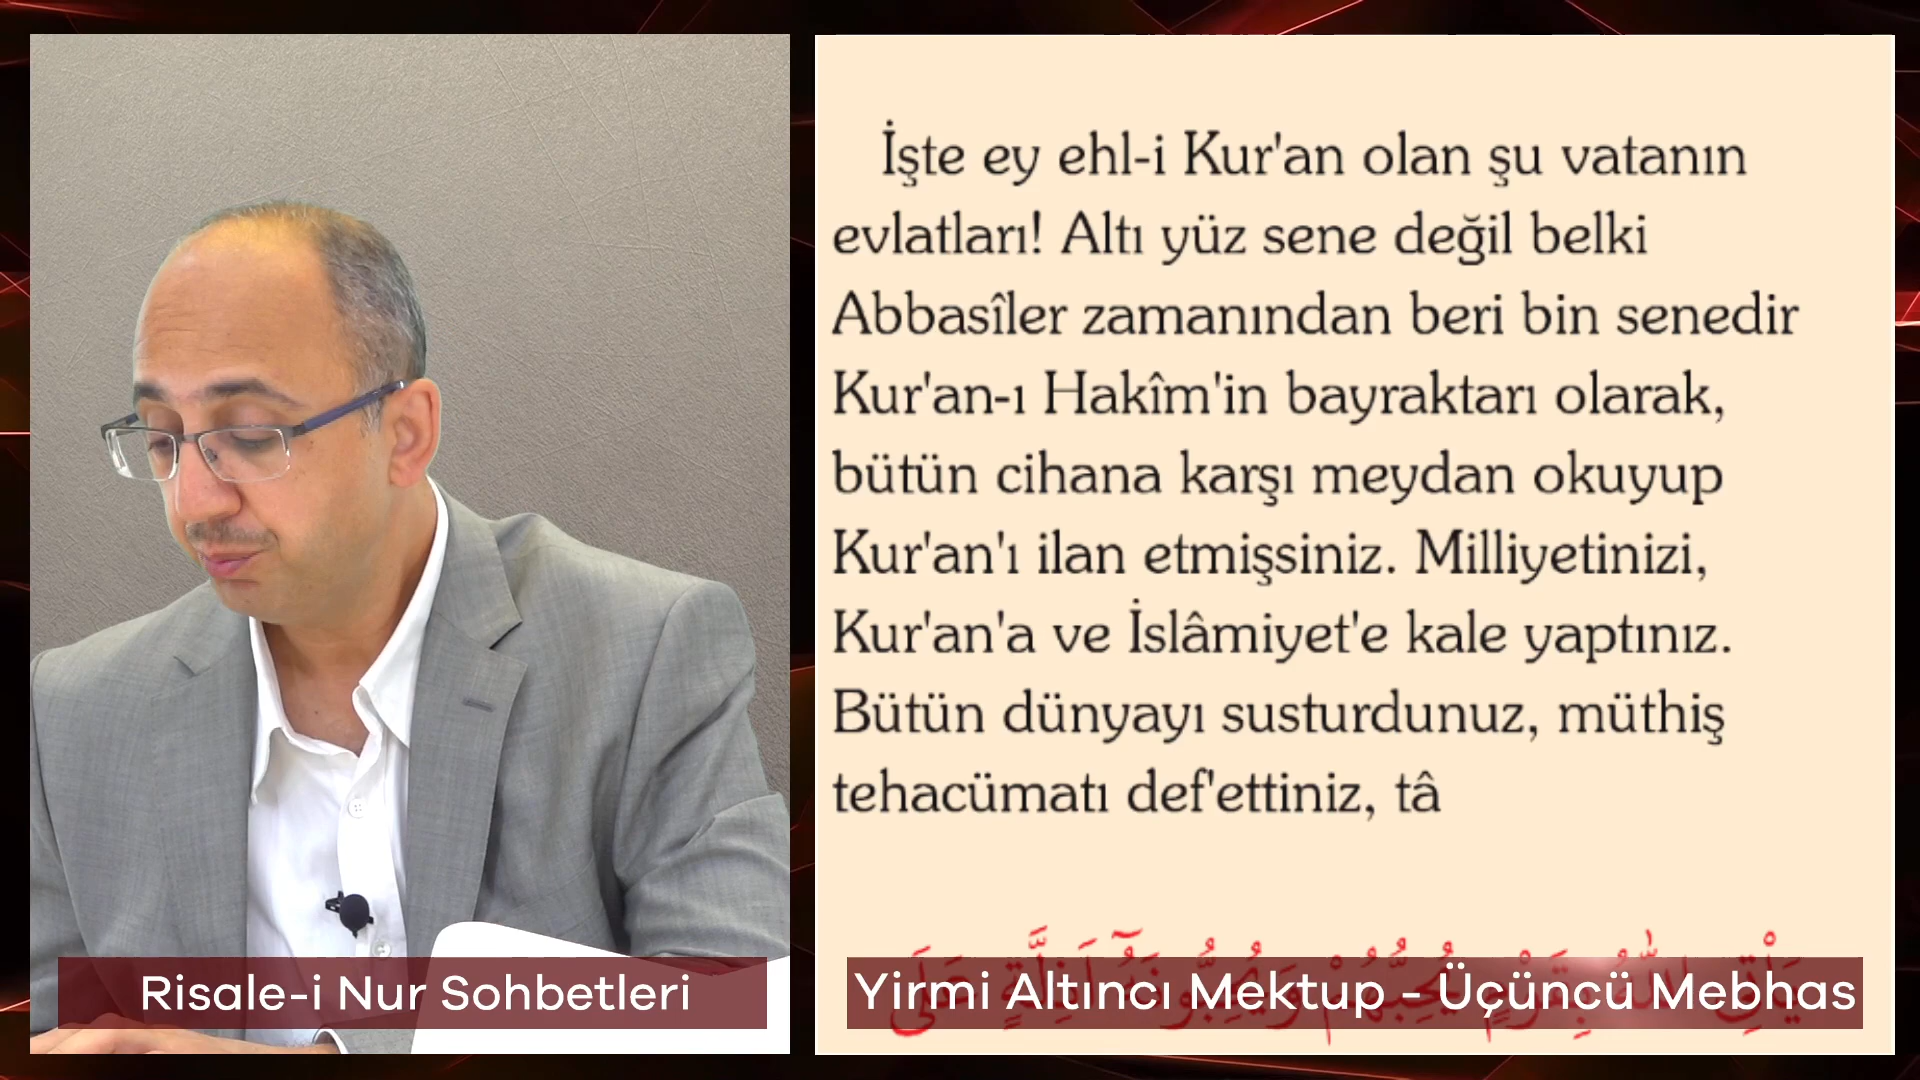 İşte ey ehl-i Kur'an olan şu vatanın
evlatları! Altı yüz sene değil belki
Abbasîler zamanından beri bin senedir
Kur'an-ı Hakîm'in bayraktarı olarak,
bütün cihana karşı meydan okuyup
Kur'an'ı ilan etmişsiniz. Milliyetinizi,
Kur'an'a ve İslâmiyet'e kale yaptınız.
Bütün dünyayı susturdunuz, müthiş
tehacümatı def'ettiniz, tâ
Risale-i Nur Sohbetleri
Yirmi Altıncı Mektup - Üçüncü Mebhas